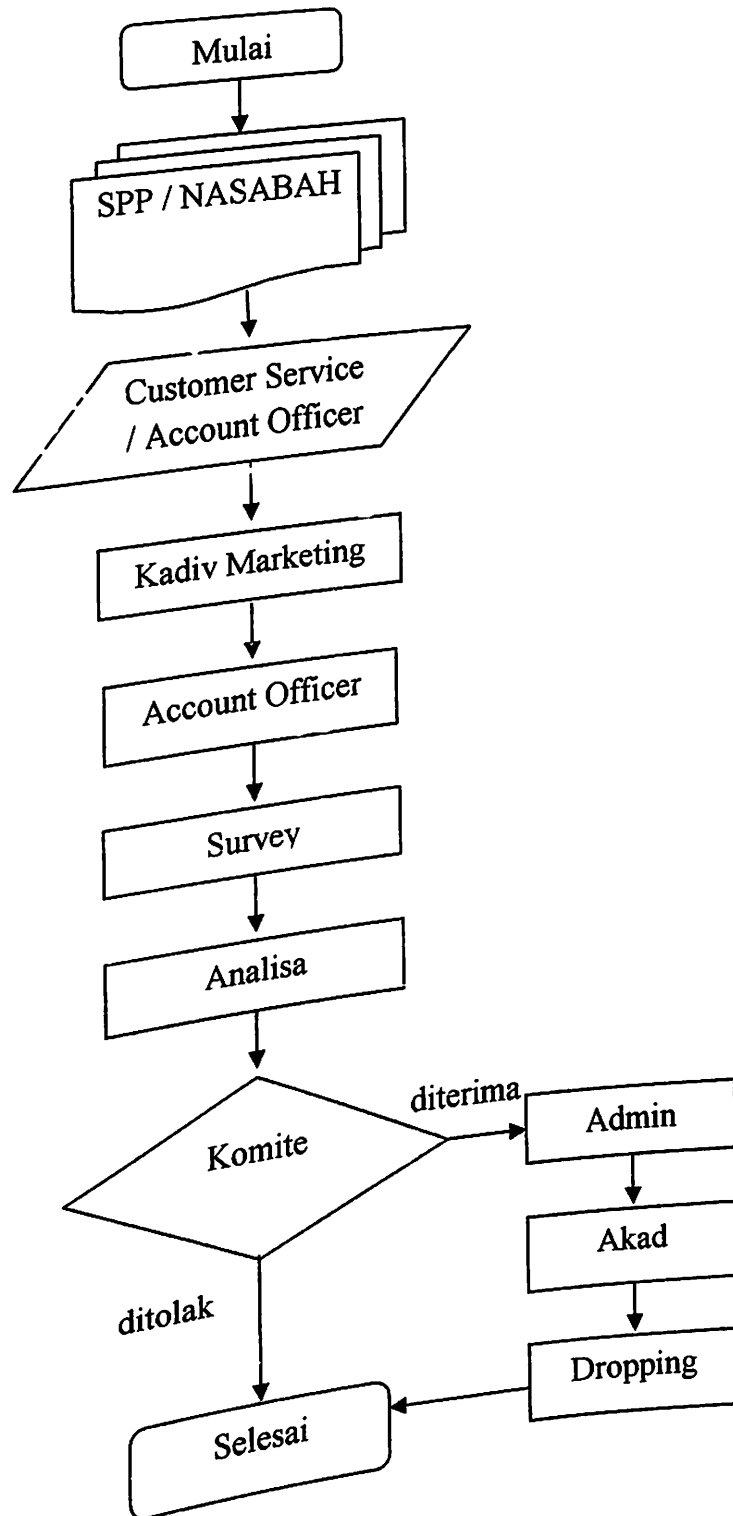 Mulai
SPP / NASABAH
Customer Service
/ Account Officer
Kadiv Marketing
Account Officer
Survey
Analisa
Komite
diterima
Admin
Akad
Dropping
ditolak
Selesai